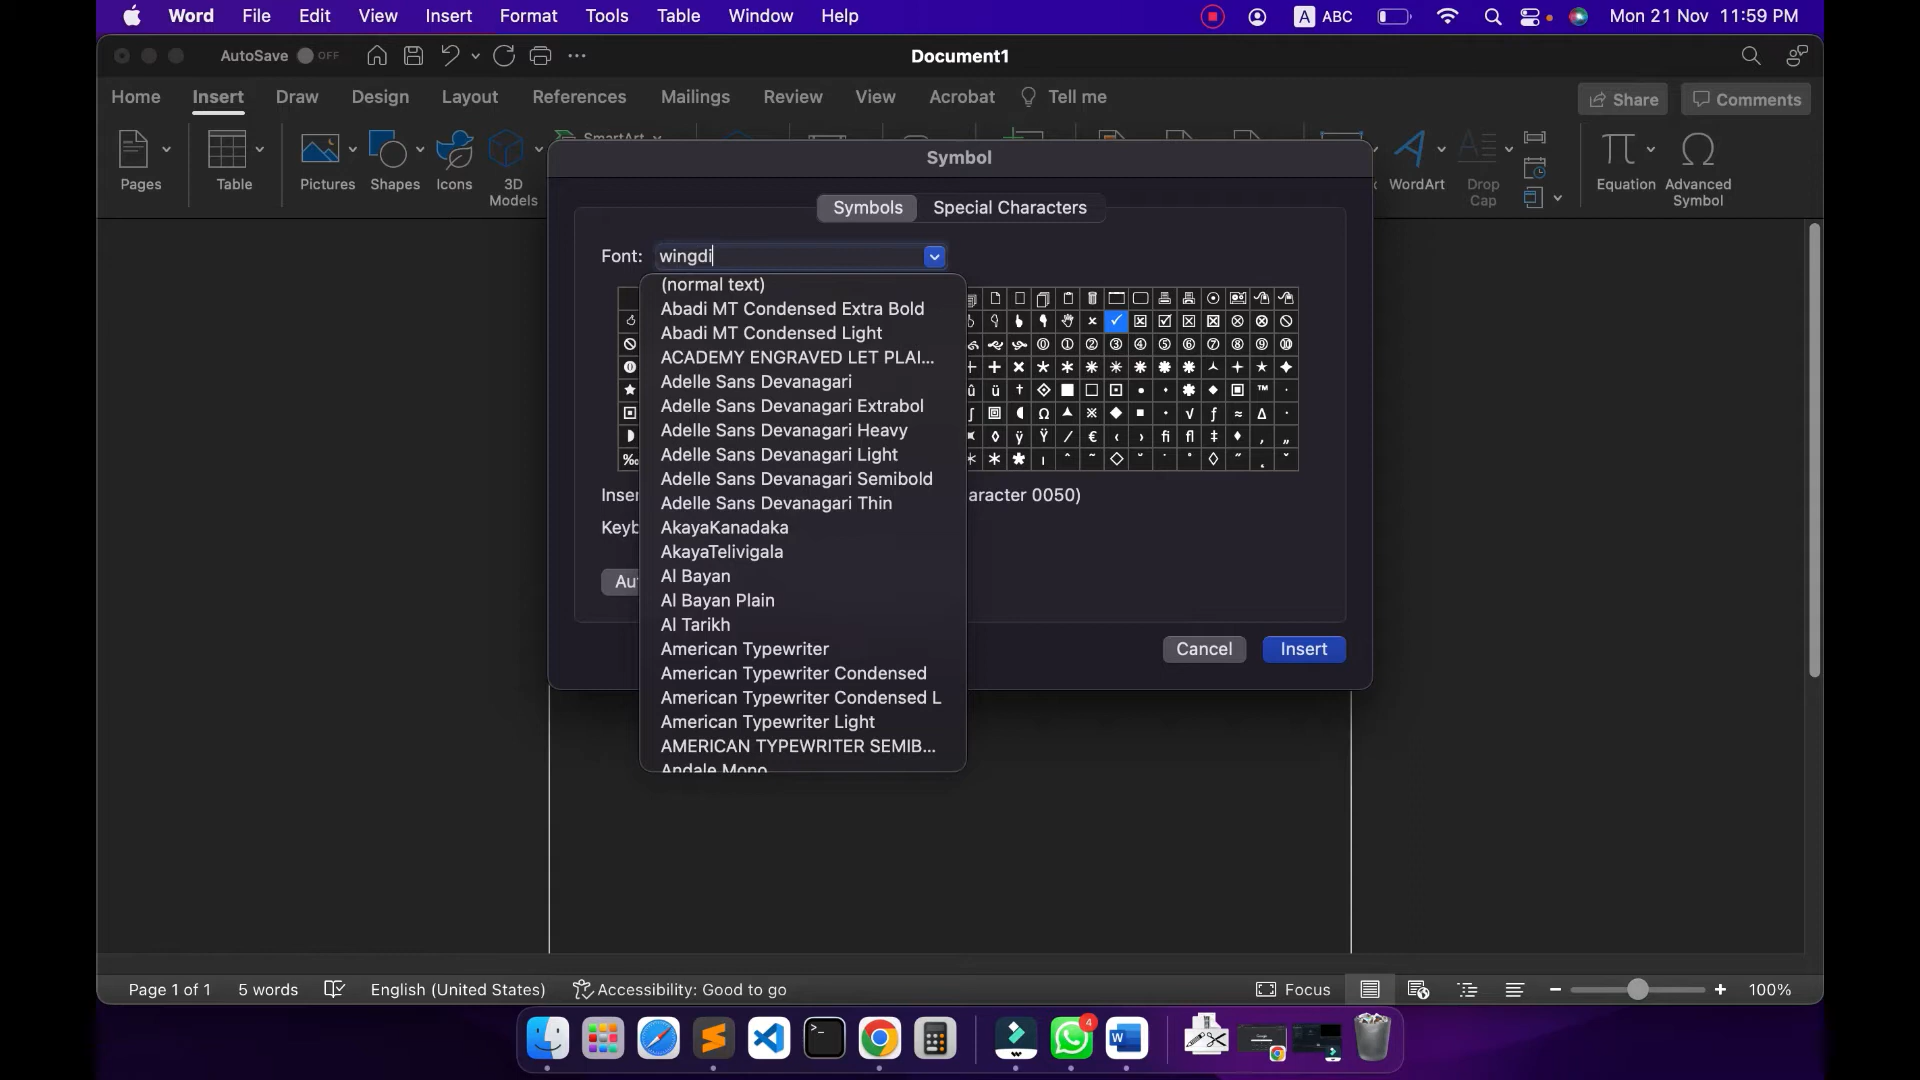 Word File Edit View Insert Format Tools Table Window Help A ABC Mon 21 Nov 11:59 PM
AutoSave OFF Document1
Home Insert Draw Design Layout References Mailings Review View Acrobat Tell me Share Comments
SmartArt
Pages Table Pictures Shapes Icons 3D Models WordArt Drop Cap Equation Advanced Symbol
Symbol
Symbols Special Characters
Font: wingdi
(normal text)
Abadi MT Condensed Extra Bold
Abadi MT Condensed Light
ACADEMY ENGRAVED LET PLAI...
Adelle Sans Devanagari
Adelle Sans Devanagari Extrabol
Adelle Sans Devanagari Heavy
Adelle Sans Devanagari Light
Adelle Sans Devanagari Semibold
Adelle Sans Devanagari Thin
AkayaKanadaka
AkayaTelivigala
Al Bayan
Al Bayan Plain
Al Tarikh
American Typewriter
American Typewriter Condensed
American Typewriter Condensed L
American Typewriter Light
AMERICAN TYPEWRITER SEMIB...
Andale Mono
Inser aracter 0050)
Keyb
Au
Cancel Insert
Page 1 of 1 5 words English (United States) Accessibility: Good to go Focus 100%
4